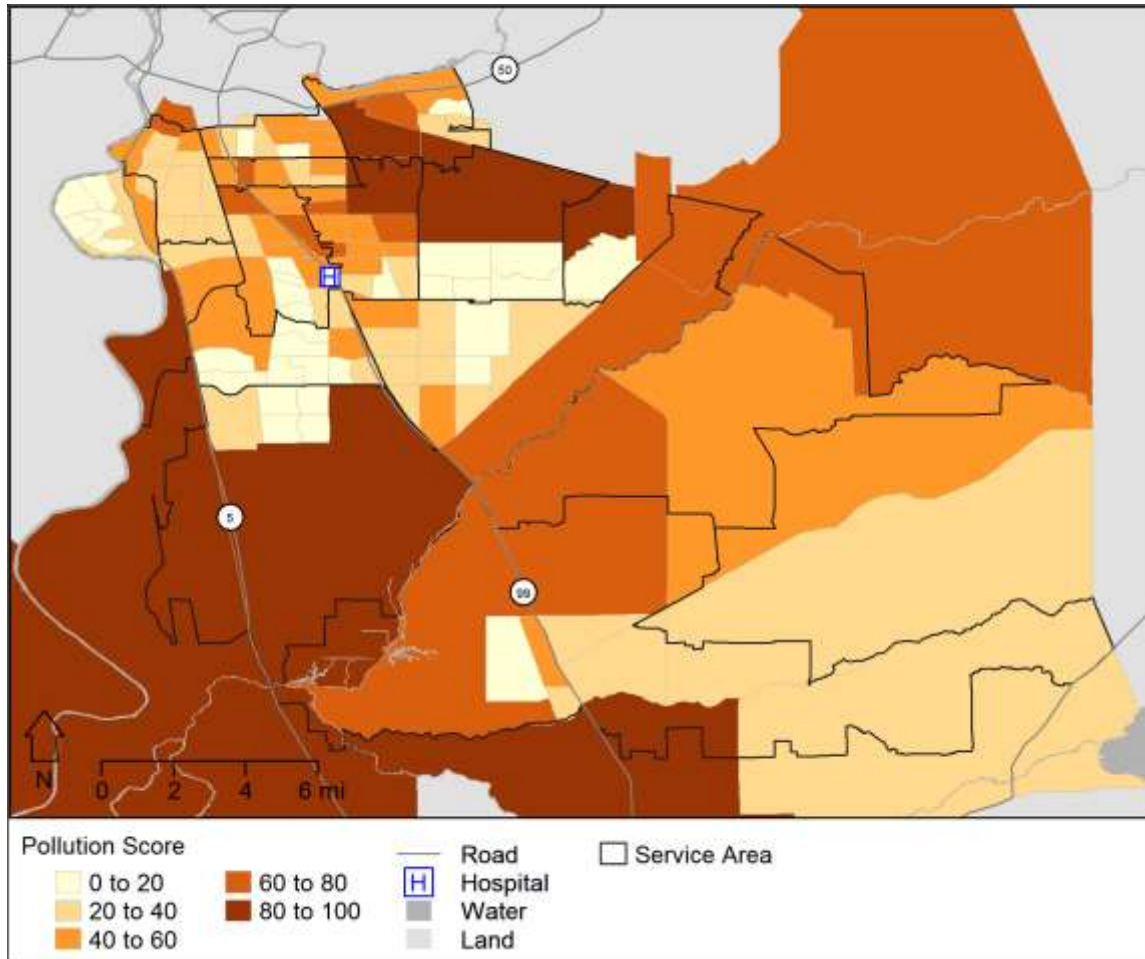 50
H
5
99
N
0 2 4 6 mi
Pollution Score
0 to 20
20 to 40
40 to 60
60 to 80
80 to 100
Road
H Hospital
Water
Land
Service Area